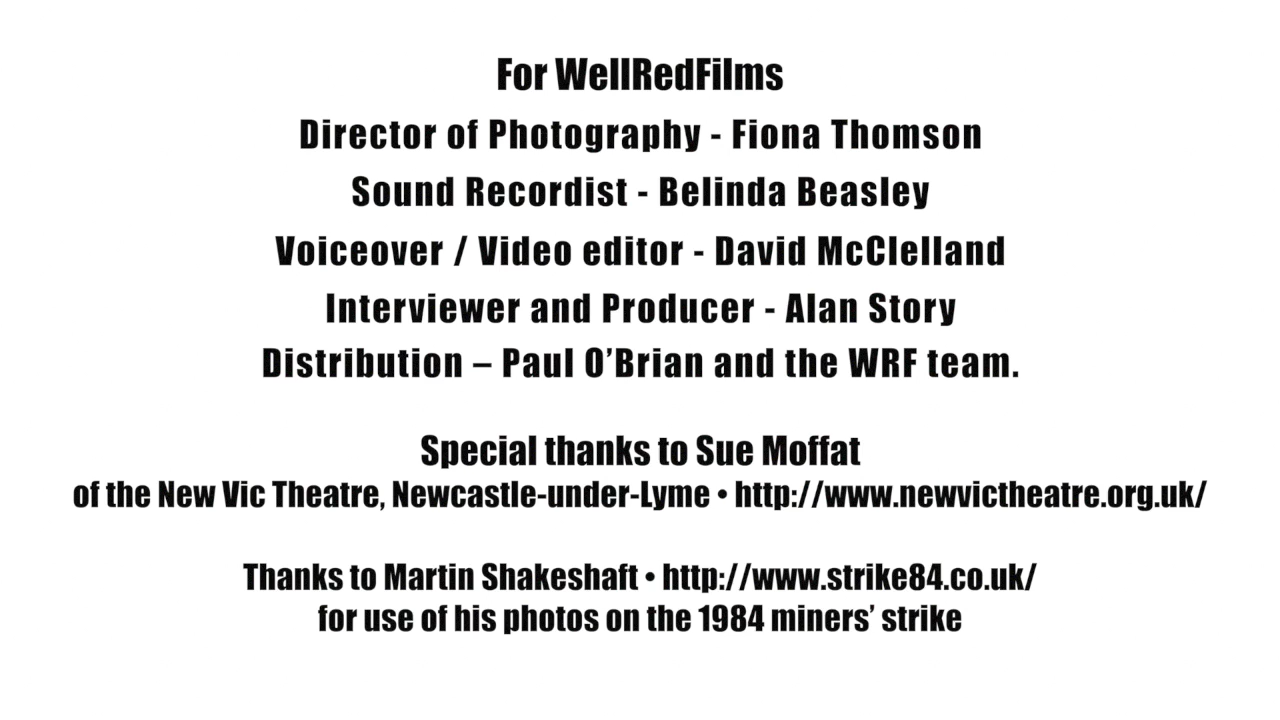 For WellRedFilms
Director of Photography - Fiona Thomson
Sound Recordist - Belinda Beasley
Voiceover / Video editor - David McClelland
Interviewer and Producer - Alan Story
Distribution – Paul O’Brian and the WRF team.
Special thanks to Sue Moffat
of the New Vic Theatre, Newcastle-under-Lyme • http://www.newvictheatre.org.uk/
Thanks to Martin Shakeshaft • http://www.strike84.co.uk/
for use of his photos on the 1984 miners’ strike